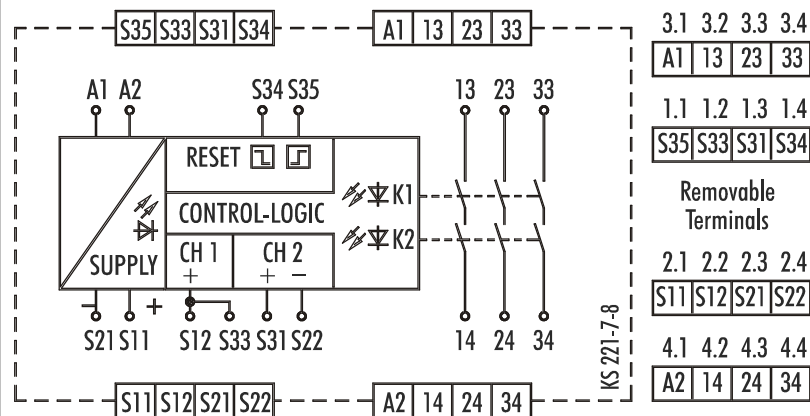 S35 S33 S31 S34 A1 13 23 33
A1 A2 S34 S35 13 23 33
RESET
CONTROL-LOGIC
K1
K2
SUPPLY
CH 1
+
CH 2
+ −
− +
S21 S11 S12 S33 S31 S22 14 24 34
KS 221-7-8
S11 S12 S21 S22 A2 14 24 34
3.1 3.2 3.3 3.4
A1 13 23 33
1.1 1.2 1.3 1.4
S35 S33 S31 S34
Removable
Terminals
2.1 2.2 2.3 2.4
S11 S12 S21 S22
4.1 4.2 4.3 4.4
A2 14 24 34